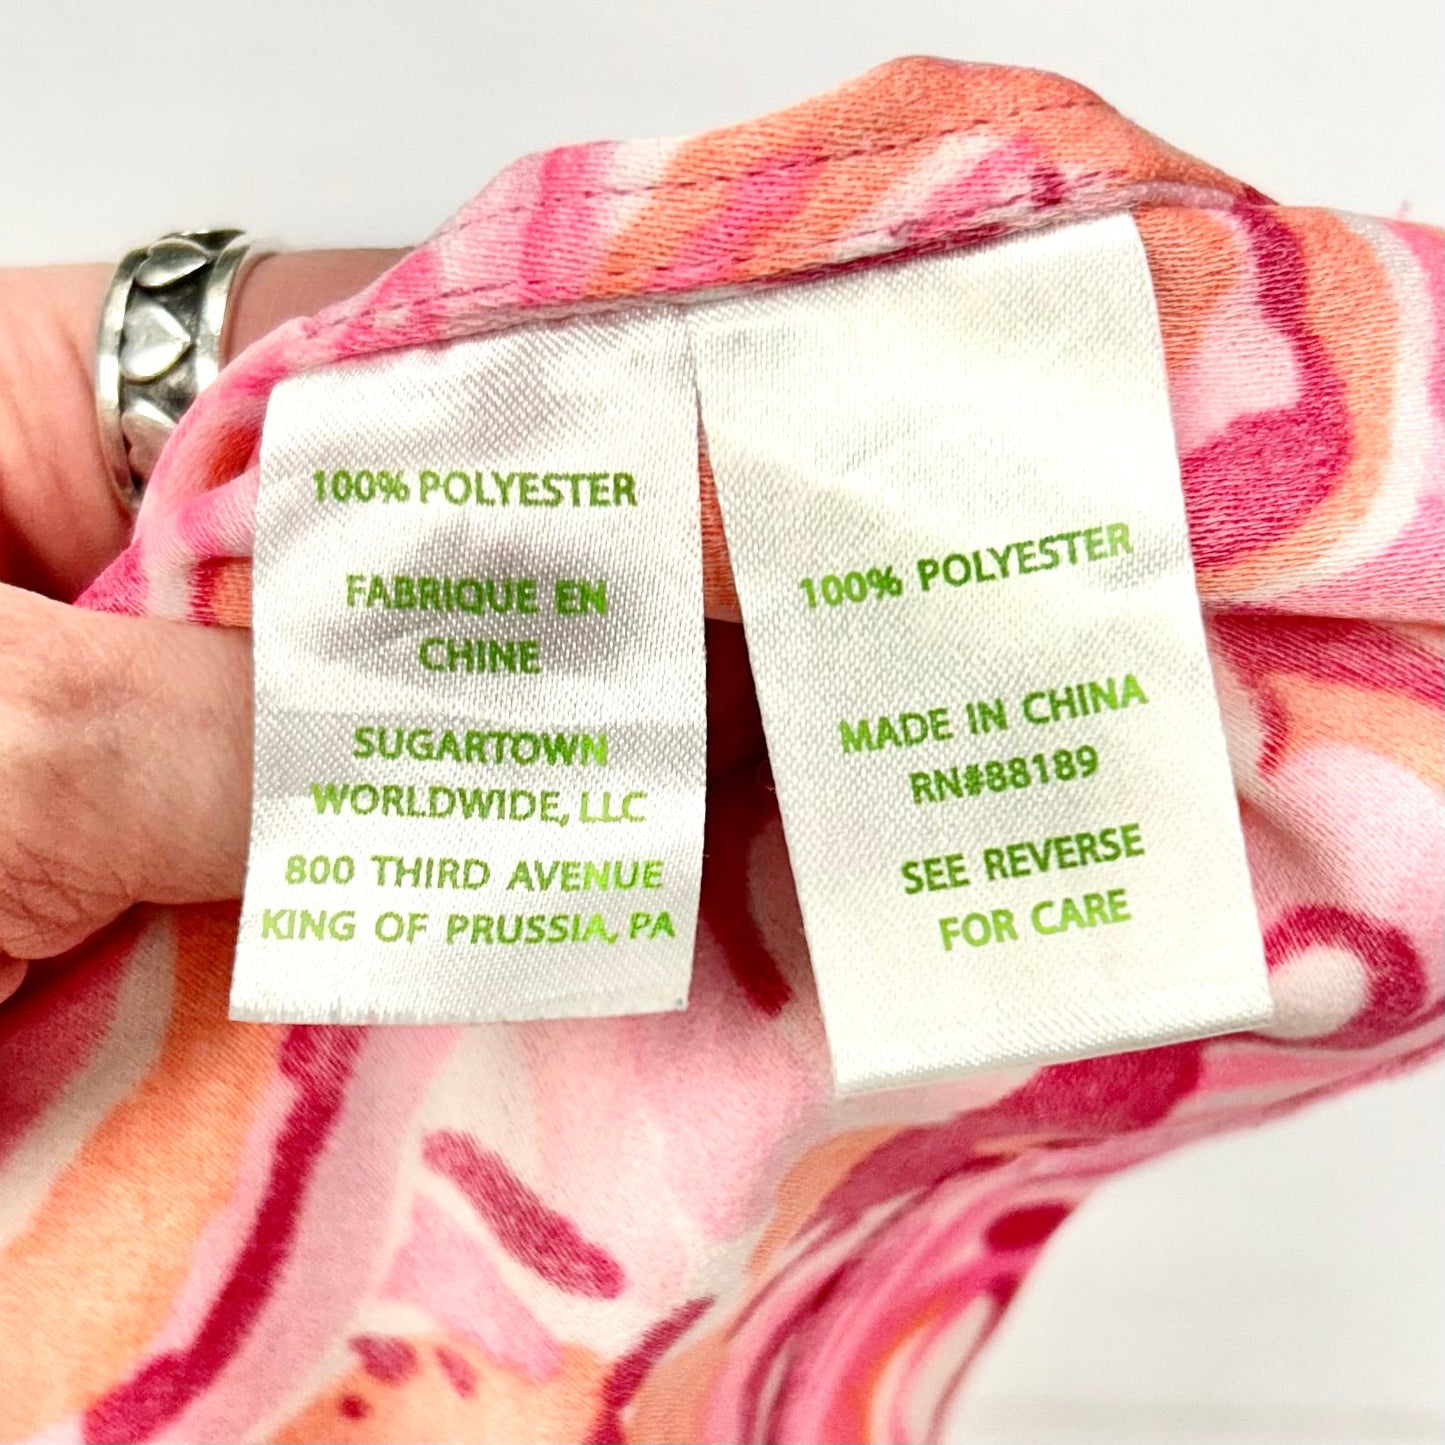 100% POLYESTER
FABRIQUE EN
CHINE
SUGARTOWN
WORLDWIDE, LLC
800 THIRD AVENUE
KING OF PRUSSIA, PA
100% POLYESTER
MADE IN CHINA
RN#88189
SEE REVERSE
FOR CARE